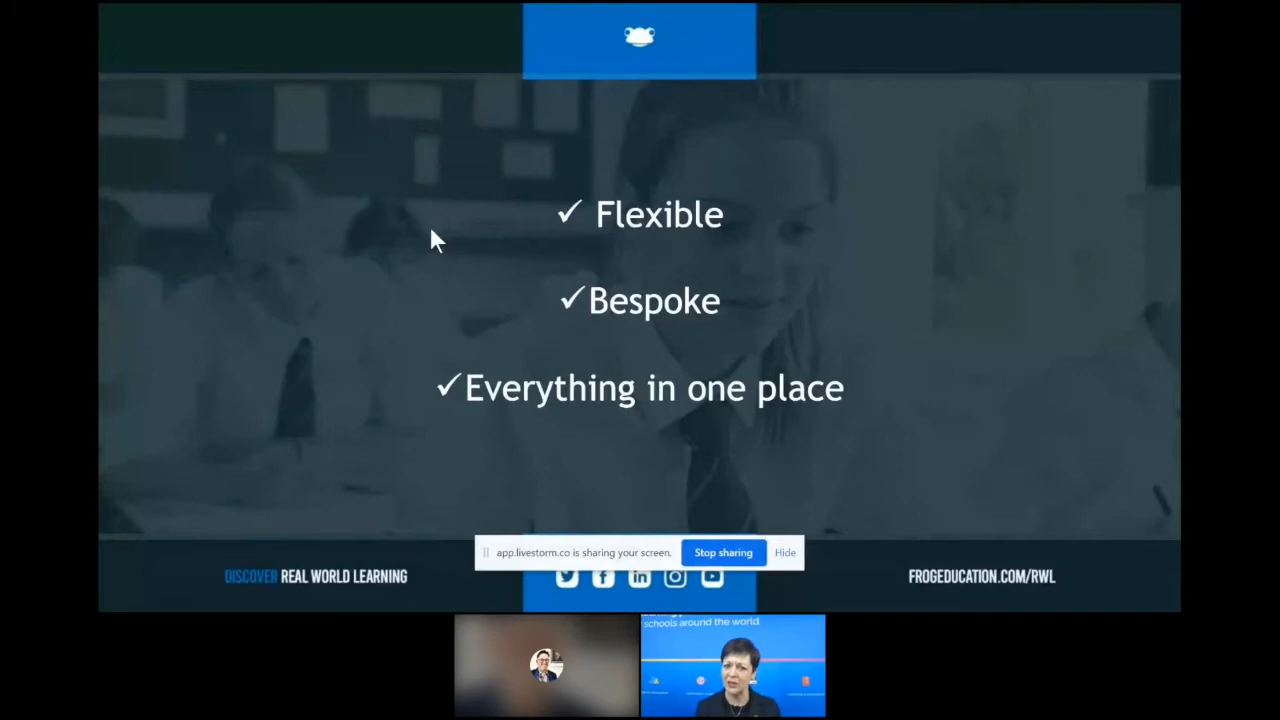 ✓ Flexible
✓Bespoke
✓Everything in one place
app.livestorm.co is sharing your screen. Stop sharing Hide
DISCOVER REAL WORLD LEARNING
FROGEDUCATION.COM/RWL
schools around the world